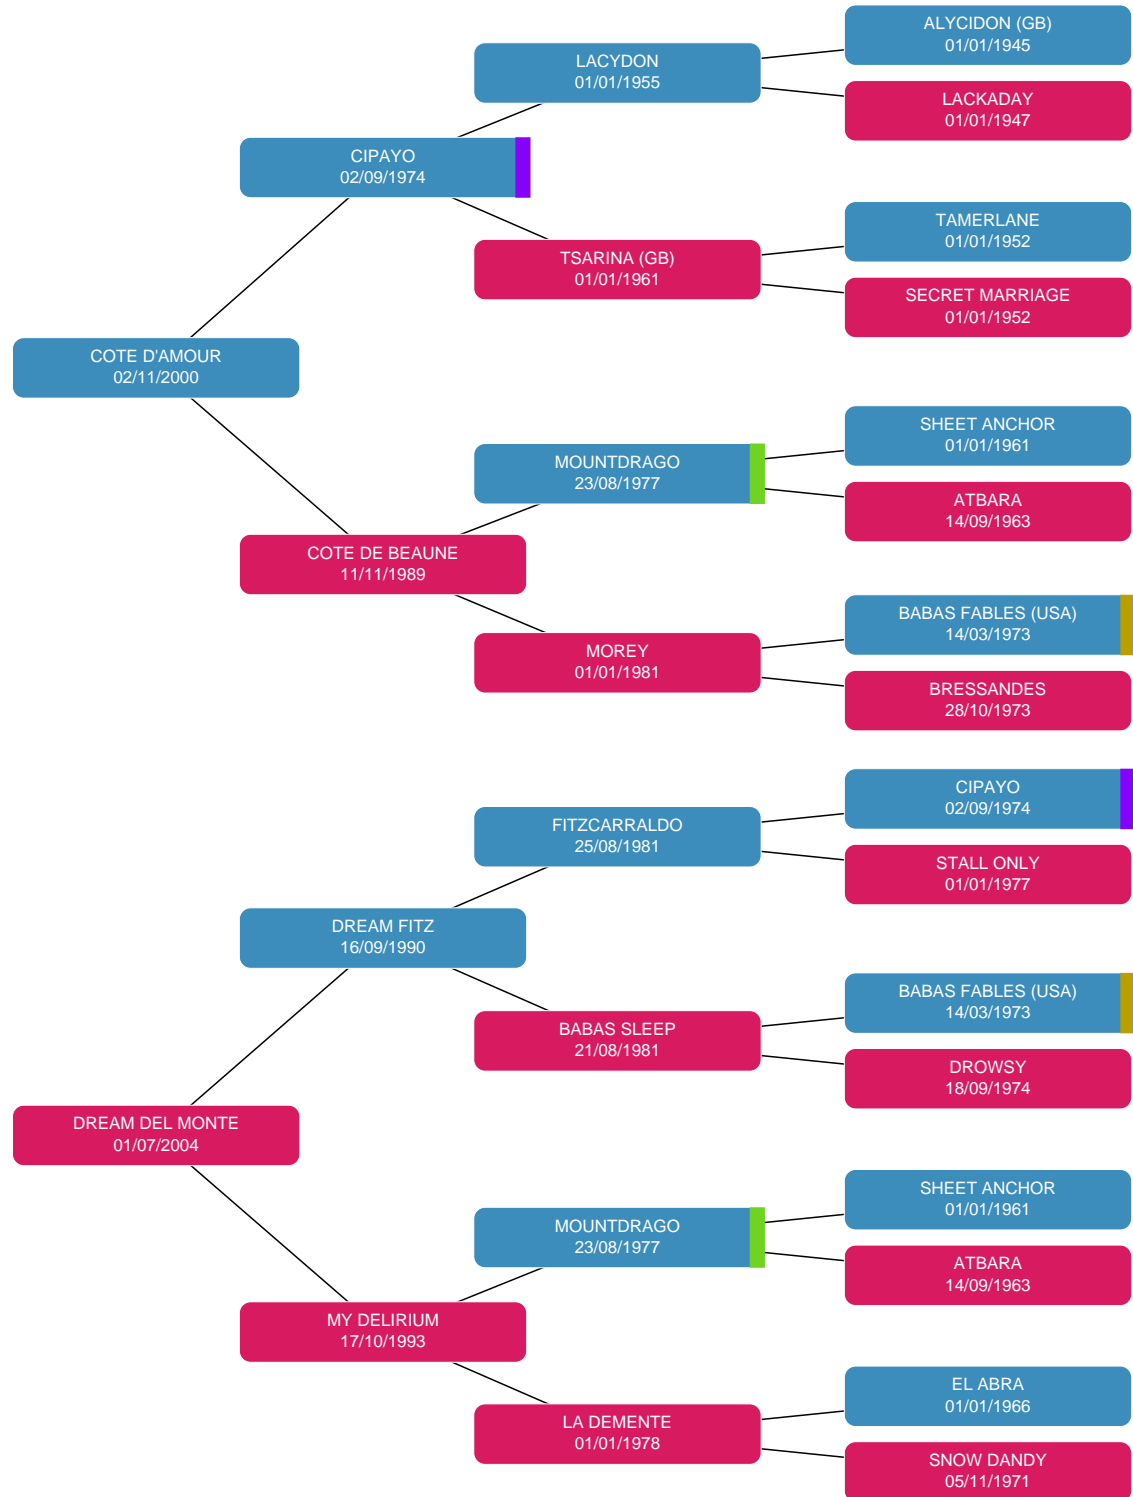 ALYCIDON (GB)
01/01/1945
LACYDON
01/01/1955
LACKADAY
01/01/1947
CIPAYO
02/09/1974
TAMERLANE
01/01/1952
TSARINA (GB)
01/01/1961
SECRET MARRIAGE
01/01/1952
COTE D'AMOUR
02/11/2000
SHEET ANCHOR
01/01/1961
MOUNTDRAGO
23/08/1977
ATBARA
14/09/1963
COTE DE BEAUNE
11/11/1989
BABAS FABLES (USA)
14/03/1973
MOREY
01/01/1981
BRESSANDES
28/10/1973
CIPAYO
02/09/1974
FITZCARRALDO
25/08/1981
STALL ONLY
01/01/1977
DREAM FITZ
16/09/1990
BABAS FABLES (USA)
14/03/1973
BABAS SLEEP
21/08/1981
DROWSY
18/09/1974
DREAM DEL MONTE
01/07/2004
SHEET ANCHOR
01/01/1961
MOUNTDRAGO
23/08/1977
ATBARA
14/09/1963
MY DELIRIUM
17/10/1993
EL ABRA
01/01/1966
LA DEMENTE
01/01/1978
SNOW DANDY
05/11/1971